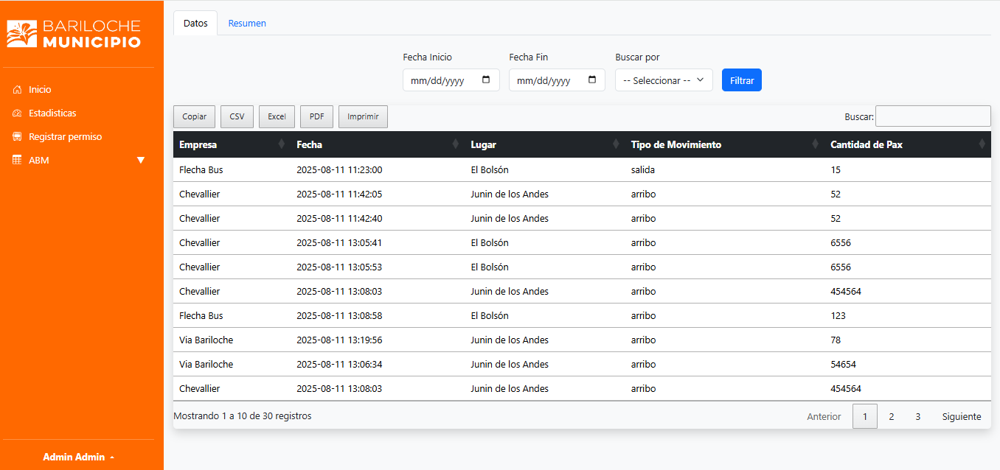 BARILOCHE
MUNICIPIO
Inicio
Estadisticas
Registrar permiso
ABM
Admin Admin
Datos Resumen
Fecha Inicio Fecha Fin Buscar por
mm/dd/yyyy mm/dd/yyyy -- Seleccionar -- Filtrar
Copiar CSV Excel PDF Imprimir Buscar:
Empresa Fecha Lugar Tipo de Movimiento Cantidad de Pax
Flecha Bus 2025-08-11 11:23:00 El Bolsón salida 15
Chevallier 2025-08-11 11:42:05 Junin de los Andes arribo 52
Chevallier 2025-08-11 11:42:40 Junin de los Andes arribo 52
Chevallier 2025-08-11 13:05:41 El Bolsón arribo 6556
Chevallier 2025-08-11 13:05:53 El Bolsón arribo 6556
Chevallier 2025-08-11 13:08:03 Junin de los Andes arribo 454564
Flecha Bus 2025-08-11 13:08:58 El Bolsón arribo 123
Via Bariloche 2025-08-11 13:19:56 Junin de los Andes arribo 78
Via Bariloche 2025-08-11 13:06:34 Junin de los Andes arribo 54654
Chevallier 2025-08-11 13:08:03 Junin de los Andes arribo 454564
Mostrando 1 a 10 de 30 registros Anterior 1 2 3 Siguiente